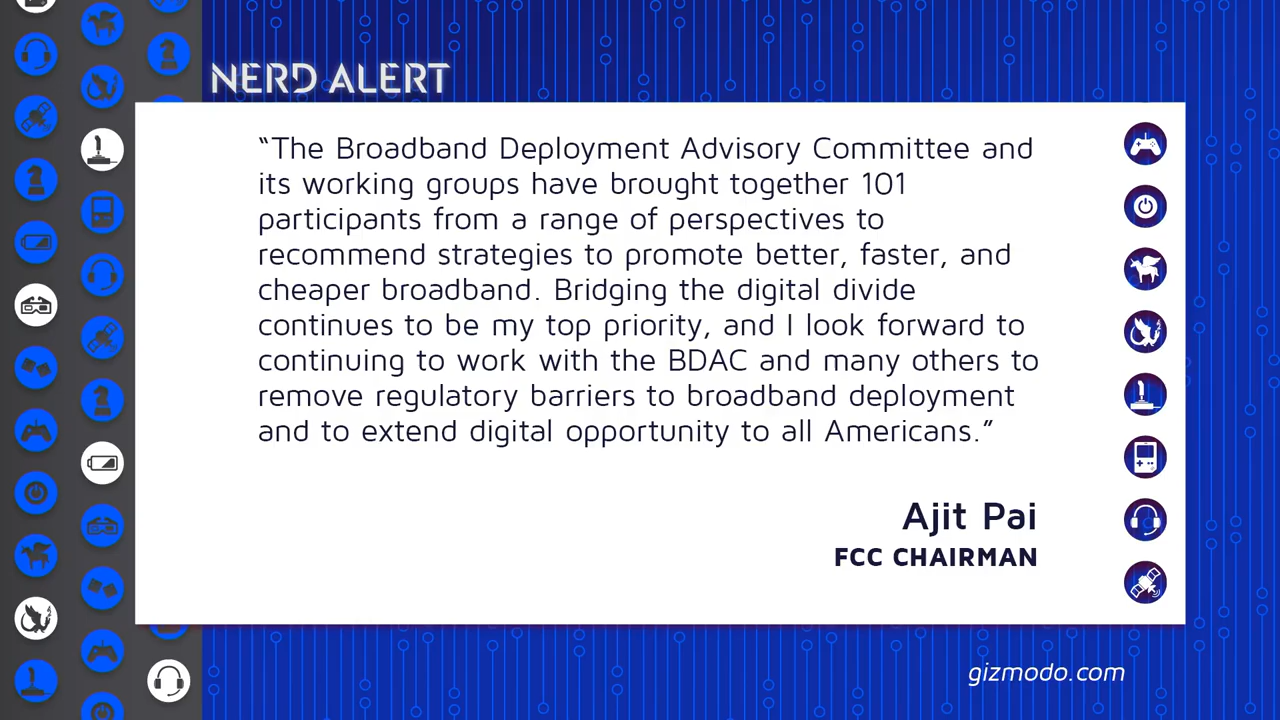 NERD ALERT
“The Broadband Deployment Advisory Committee and
its working groups have brought together 101
participants from a range of perspectives to
recommend strategies to promote better, faster, and
cheaper broadband. Bridging the digital divide
continues to be my top priority, and I look forward to
continuing to work with the BDAC and many others to
remove regulatory barriers to broadband deployment
and to extend digital opportunity to all Americans.”
Ajit Pai
FCC CHAIRMAN
gizmodo.com